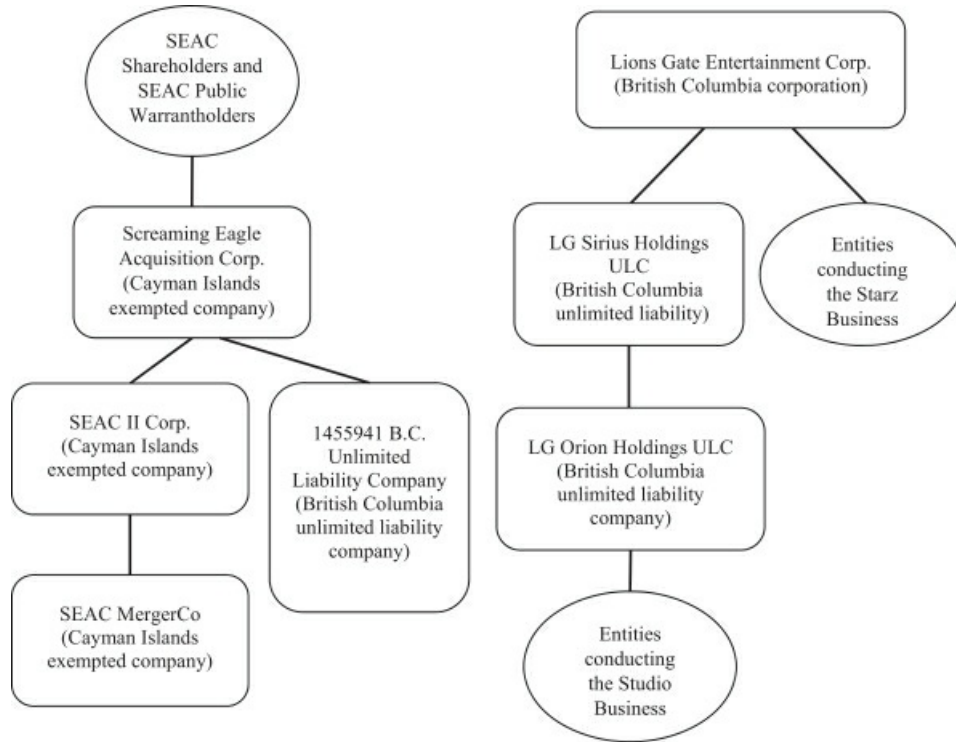 SEAC
Shareholders and
SEAC Public
Warrantholders
Screaming Eagle
Acquisition Corp.
(Cayman Islands
exempted company)
SEAC II Corp.
(Cayman Islands
exempted company)
1455941 B.C.
Unlimited
Liability Company
(British Columbia
unlimited liability
company)
SEAC MergerCo
(Cayman Islands
exempted company)
Lions Gate Entertainment Corp.
(British Columbia corporation)
LG Sirius Holdings
ULC
(British Columbia
unlimited liability)
Entities
conducting
the Starz
Business
LG Orion Holdings ULC
(British Columbia
unlimited liability
company)
Entities
conducting
the Studio
Business